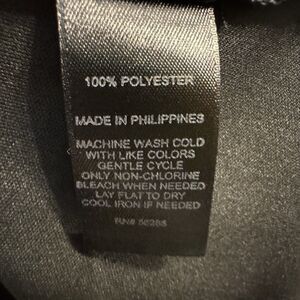 100% POLYESTER
MADE IN PHILIPPINES
MACHINE WASH COLD
WITH LIKE COLORS
GENTLE CYCLE
ONLY NON-CHLORINE
BLEACH WHEN NEEDED
LAY FLAT TO DRY
COOL IRON IF NEEDED
RN#